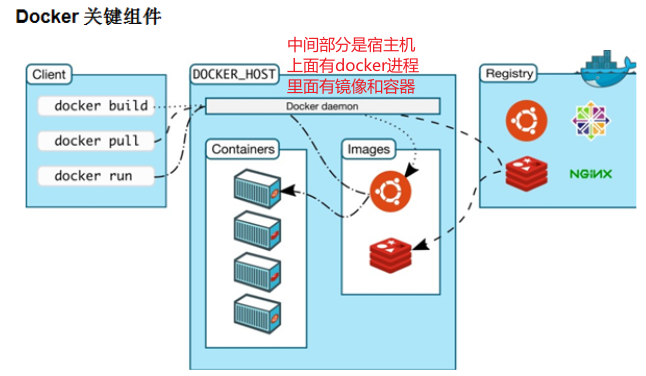 Docker 关键组件
中间部分是宿主机
上面有docker进程
里面有镜像和容器
Client
docker build
docker pull
docker run
DOCKER_HOST
Docker daemon
Containers
Images
Registry
NGINX